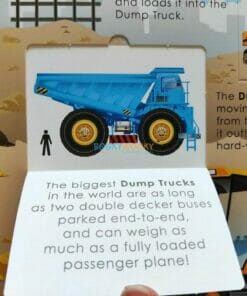 and loads it into the
Dump Truck.
The D
moving
from t
it out
har
The biggest Dump Trucks
in the world are as long
as two double decker buses
parked end-to-end,
and can weigh as
much as a fully loaded
passenger plane!